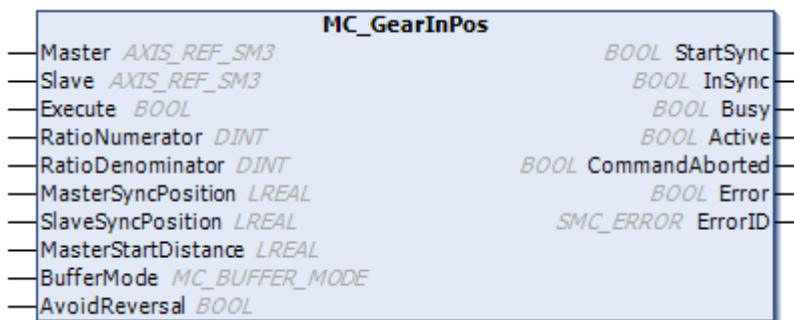 MC_GearInPos
Master AXIS_REF_SM3 BOOL StartSync
Slave AXIS_REF_SM3 BOOL InSync
Execute BOOL BOOL Busy
RatioNumerator DINT BOOL Active
RatioDenominator DINT BOOL CommandAborted
MasterSyncPosition LREAL BOOL Error
SlaveSyncPosition LREAL SMC_ERROR ErrorID
MasterStartDistance LREAL
BufferMode MC_BUFFER_MODE
AvoidReversal BOOL